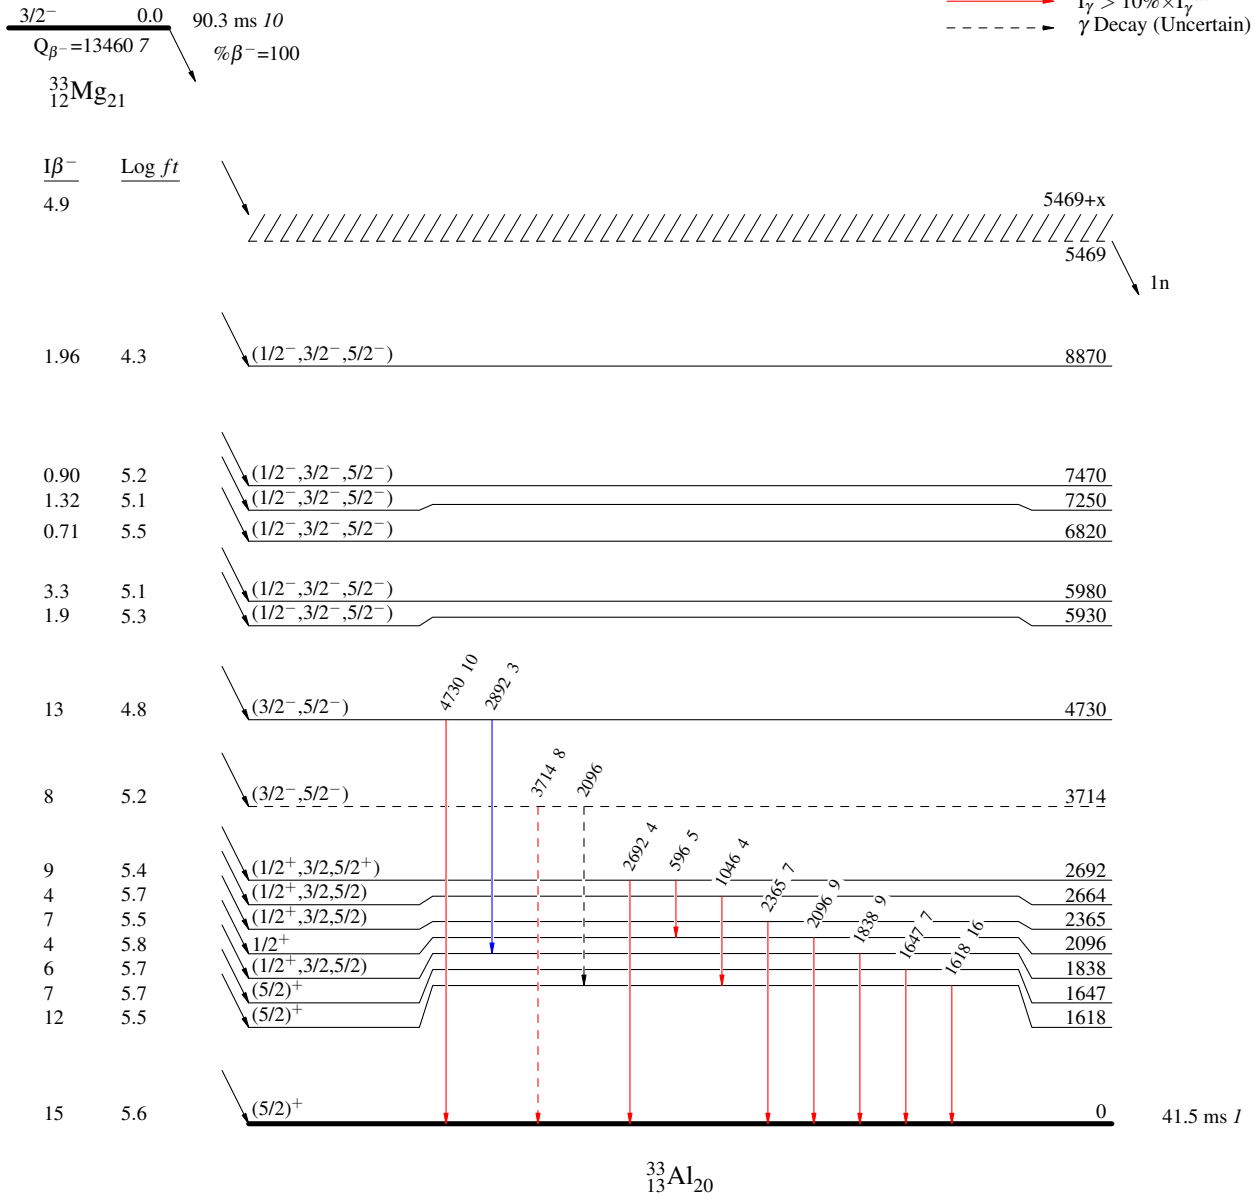 I_γ > 10%×I_γ
γ Decay (Uncertain)
3/2⁻ 0.0 90.3 ms 10
Q_β⁻=13460 7
%β⁻=100
³³₁₂Mg₂₁
Iβ⁻ Log ft
4.9 5469+x
5469
1n
1.96 4.3 (1/2⁻,3/2⁻,5/2⁻) 8870
0.90 5.2 (1/2⁻,3/2⁻,5/2⁻) 7470
1.32 5.1 (1/2⁻,3/2⁻,5/2⁻) 7250
0.71 5.5 (1/2⁻,3/2⁻,5/2⁻) 6820
3.3 5.1 (1/2⁻,3/2⁻,5/2⁻) 5980
1.9 5.3 (1/2⁻,3/2⁻,5/2⁻) 5930
4730 10 2892 3
13 4.8 (3/2⁻,5/2⁻) 4730
3714 8 2096
8 5.2 (3/2⁻,5/2⁻) 3714
2692 4 596 5 1046 4 2365 7 2096 9 1838 9 1647 7 1618 16
9 5.4 (1/2⁺,3/2,5/2⁺) 2692
4 5.7 (1/2⁺,3/2,5/2) 2664
7 5.5 (1/2⁺,3/2,5/2) 2365
4 5.8 1/2⁺ 2096
6 5.7 (1/2⁺,3/2,5/2) 1838
7 5.7 (5/2)⁺ 1647
12 5.5 (5/2)⁺ 1618
15 5.6 (5/2)⁺ 0 41.5 ms 1
³³₁₃Al₂₀